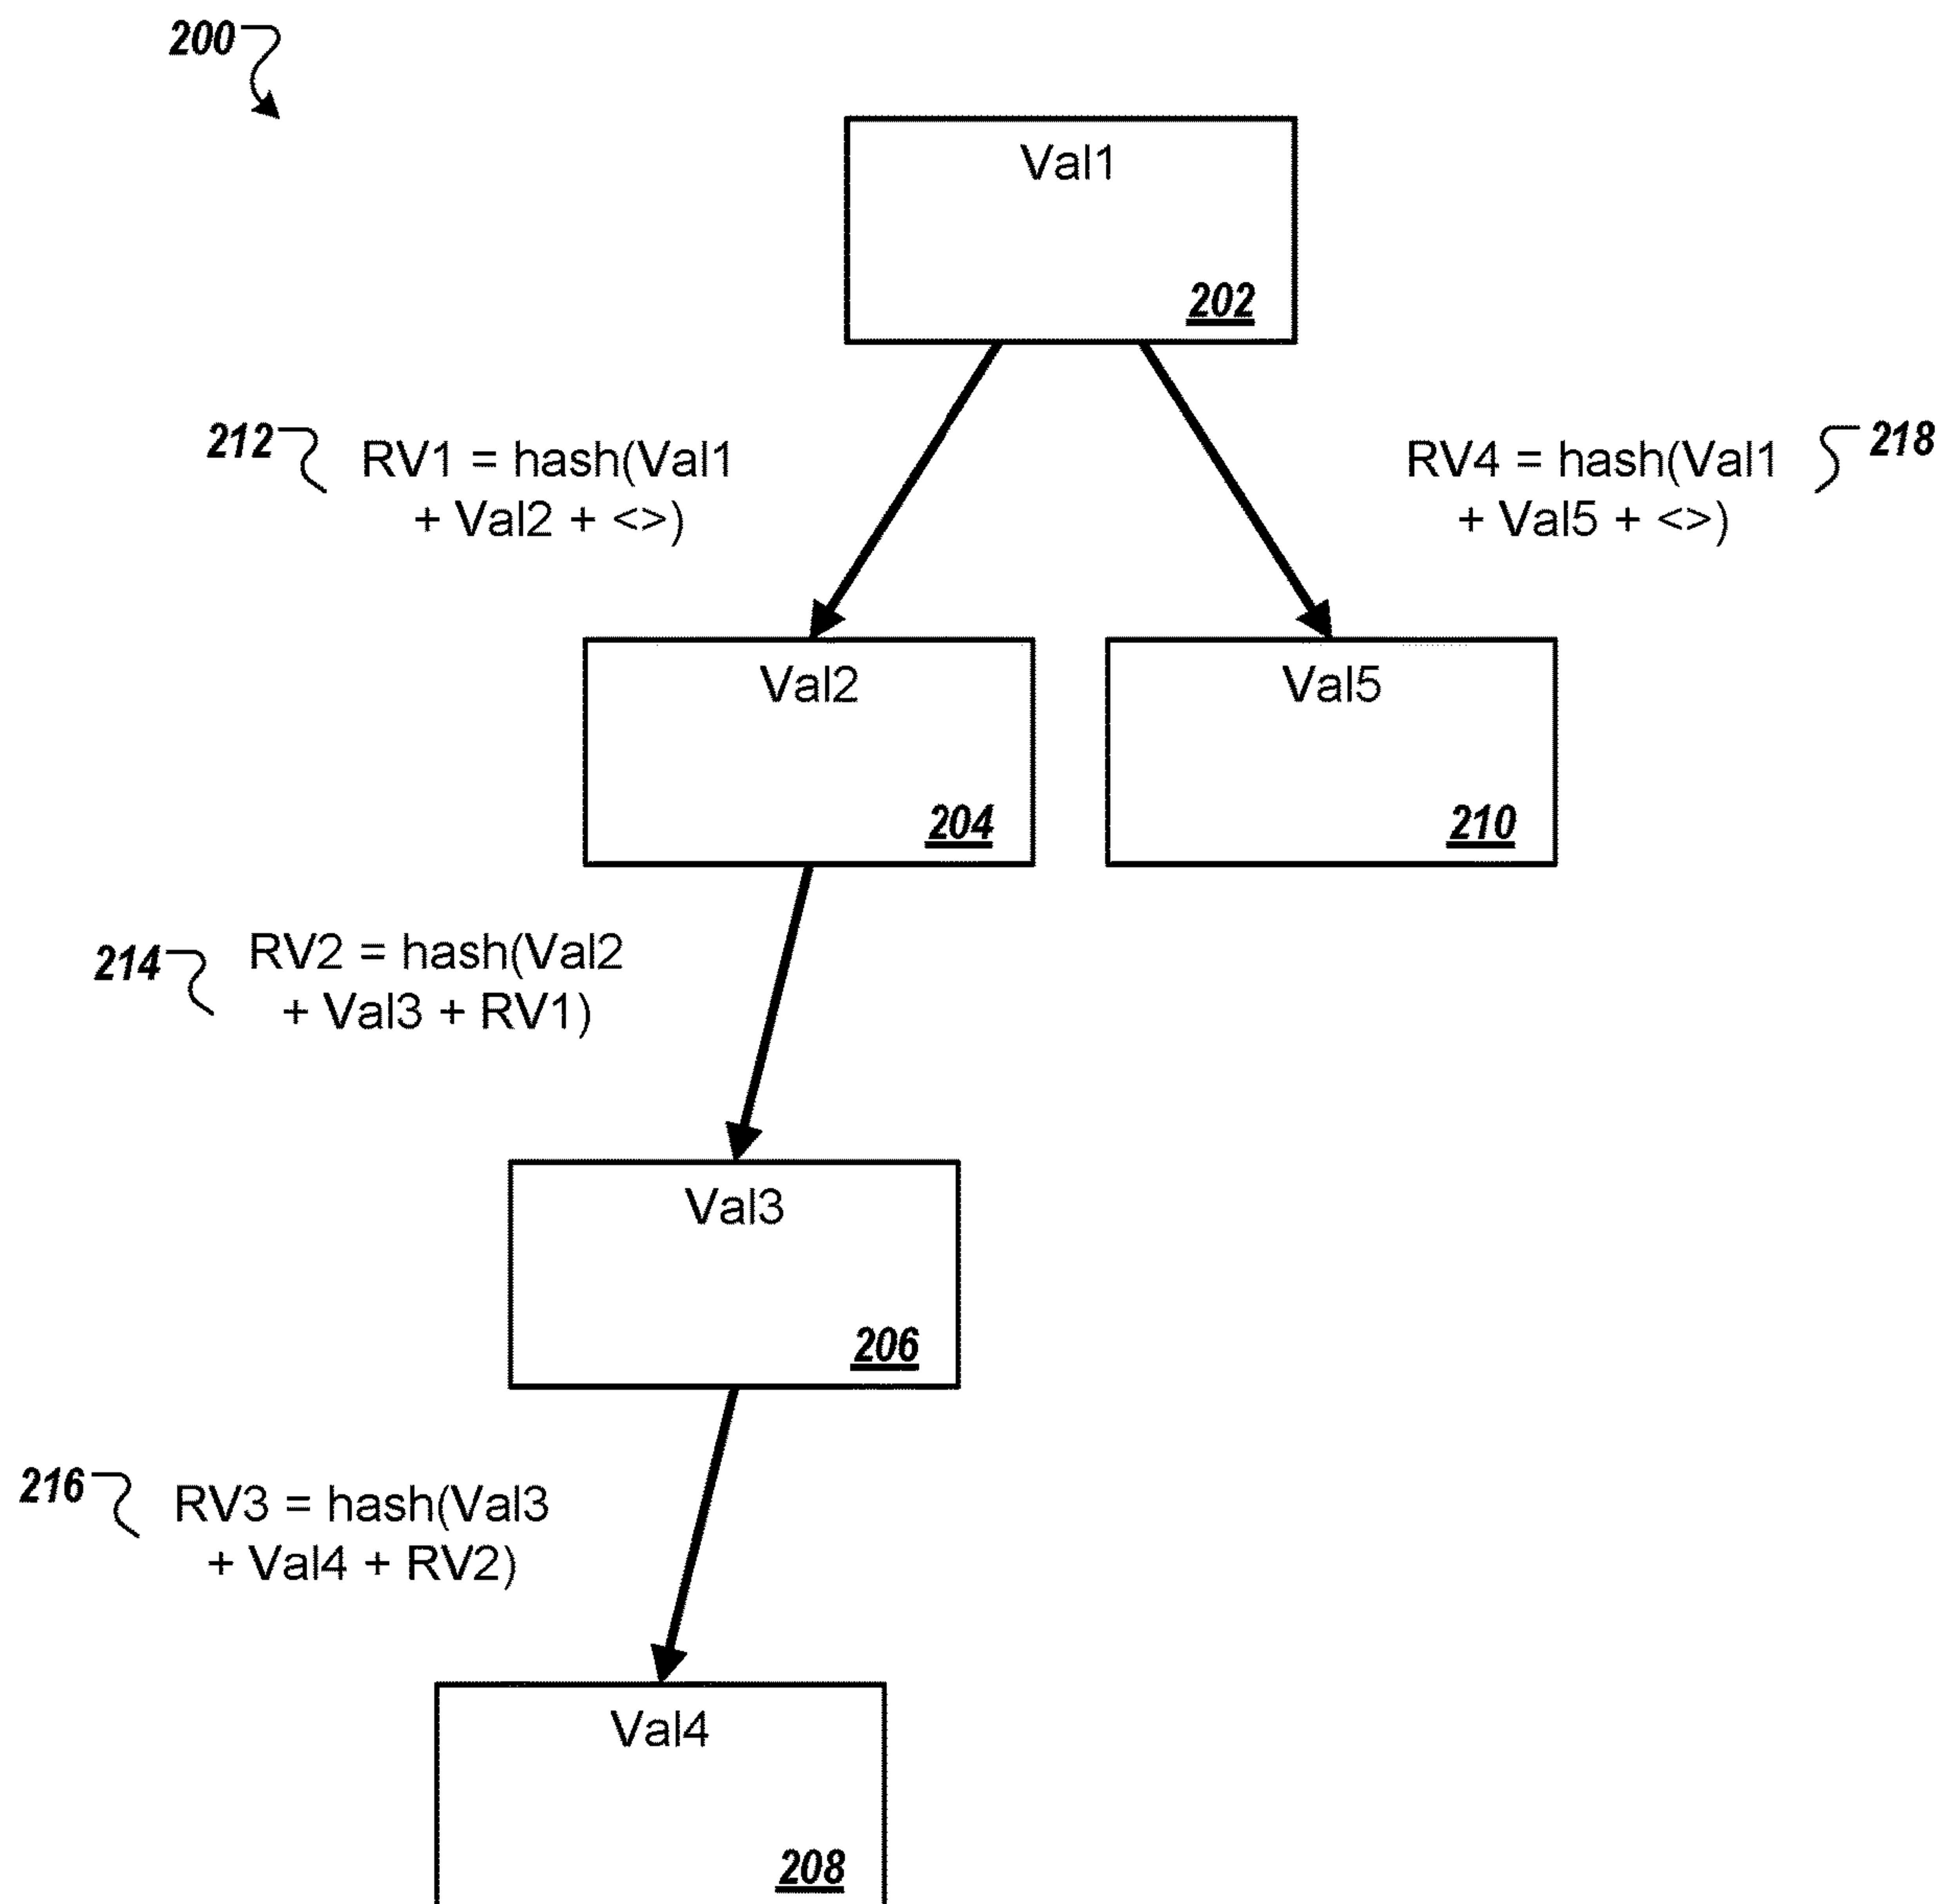 200
Val1
202
212
RV1 = hash(Val1
+ Val2 + <>)
RV4 = hash(Val1
+ Val5 + <>)
218
Val2
204
Val5
210
214
RV2 = hash(Val2
+ Val3 + RV1)
Val3
206
216
RV3 = hash(Val3
+ Val4 + RV2)
Val4
208